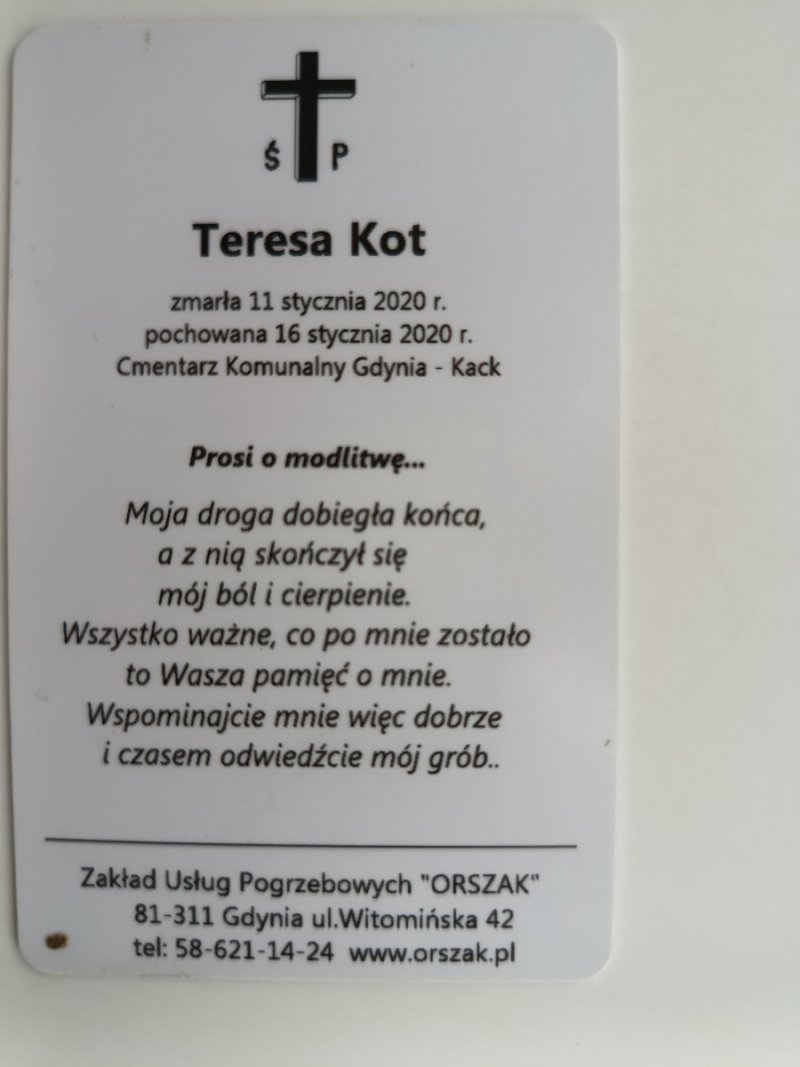 Ś P
Teresa Kot
zmarła 11 stycznia 2020 r.
pochowana 16 stycznia 2020 r.
Cmentarz Komunalny Gdynia - Kack
Prosi o modlitwę...
Moja droga dobiegła końca,
a z nią skończył się
mój ból i cierpienie.
Wszystko ważne, co po mnie zostało
to Wasza pamięć o mnie.
Wspominajcie mnie więc dobrze
i czasem odwiedźcie mój grób..
Zakład Usług Pogrzebowych "ORSZAK"
81-311 Gdynia ul.Witomińska 42
tel: 58-621-14-24 www.orszak.pl